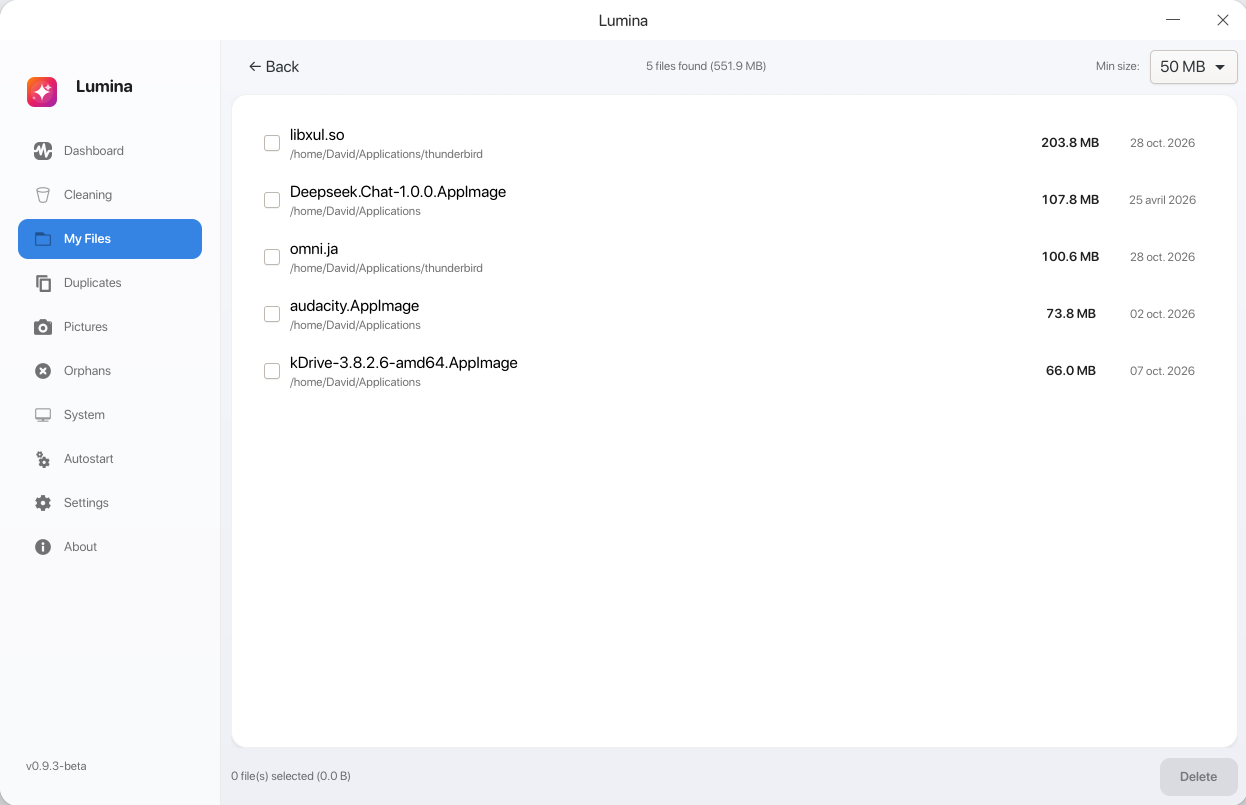 Lumina
Lumina
Dashboard
Cleaning
My Files
Duplicates
Pictures
Orphans
System
Autostart
Settings
About
v0.9.3-beta
← Back
5 files found (551.9 MB)
Min size: 50 MB
libxul.so
/home/David/Applications/thunderbird
203.8 MB
28 oct. 2026
Deepseek.Chat-1.0.0.AppImage
/home/David/Applications
107.8 MB
25 avril 2026
omni.ja
/home/David/Applications/thunderbird
100.6 MB
28 oct. 2026
audacity.AppImage
/home/David/Applications
73.8 MB
02 oct. 2026
kDrive-3.8.2.6-amd64.AppImage
/home/David/Applications
66.0 MB
07 oct. 2026
0 file(s) selected (0.0 B)
Delete